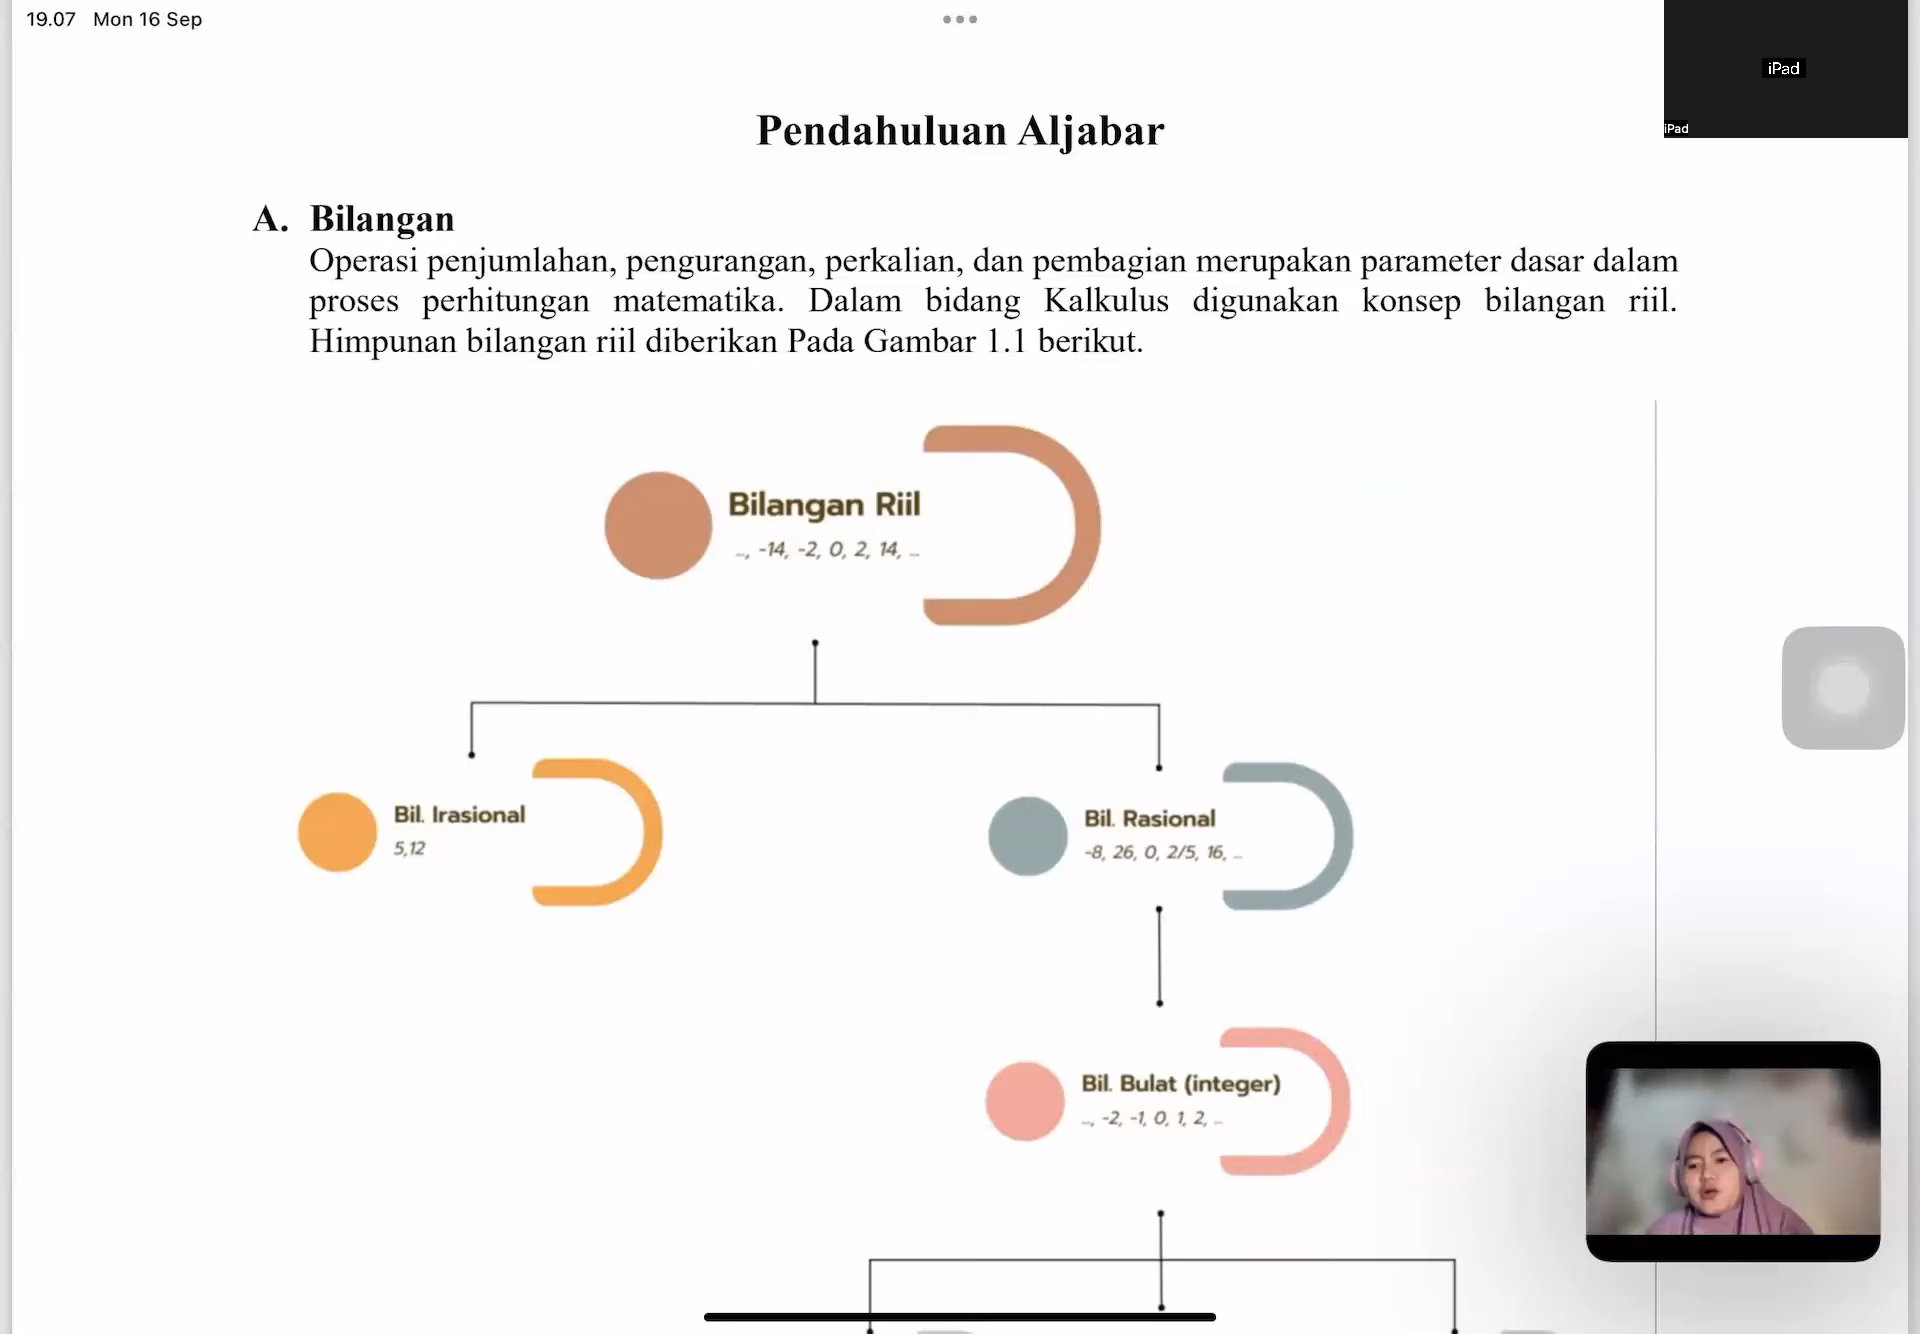 19.07 Mon 16 Sep
iPad
iPad
Pendahuluan Aljabar
A. Bilangan
Operasi penjumlahan, pengurangan, perkalian, dan pembagian merupakan parameter dasar dalam
proses perhitungan matematika. Dalam bidang Kalkulus digunakan konsep bilangan riil.
Himpunan bilangan riil diberikan Pada Gambar 1.1 berikut.
Bilangan Riil
..., -14, -2, 0, 2, 14, ...
Bil. Irasional
5,12
Bil. Rasional
-8, 26, 0, 2/5, 16, ...
Bil. Bulat (integer)
..., -2, -1, 0, 1, 2, ...